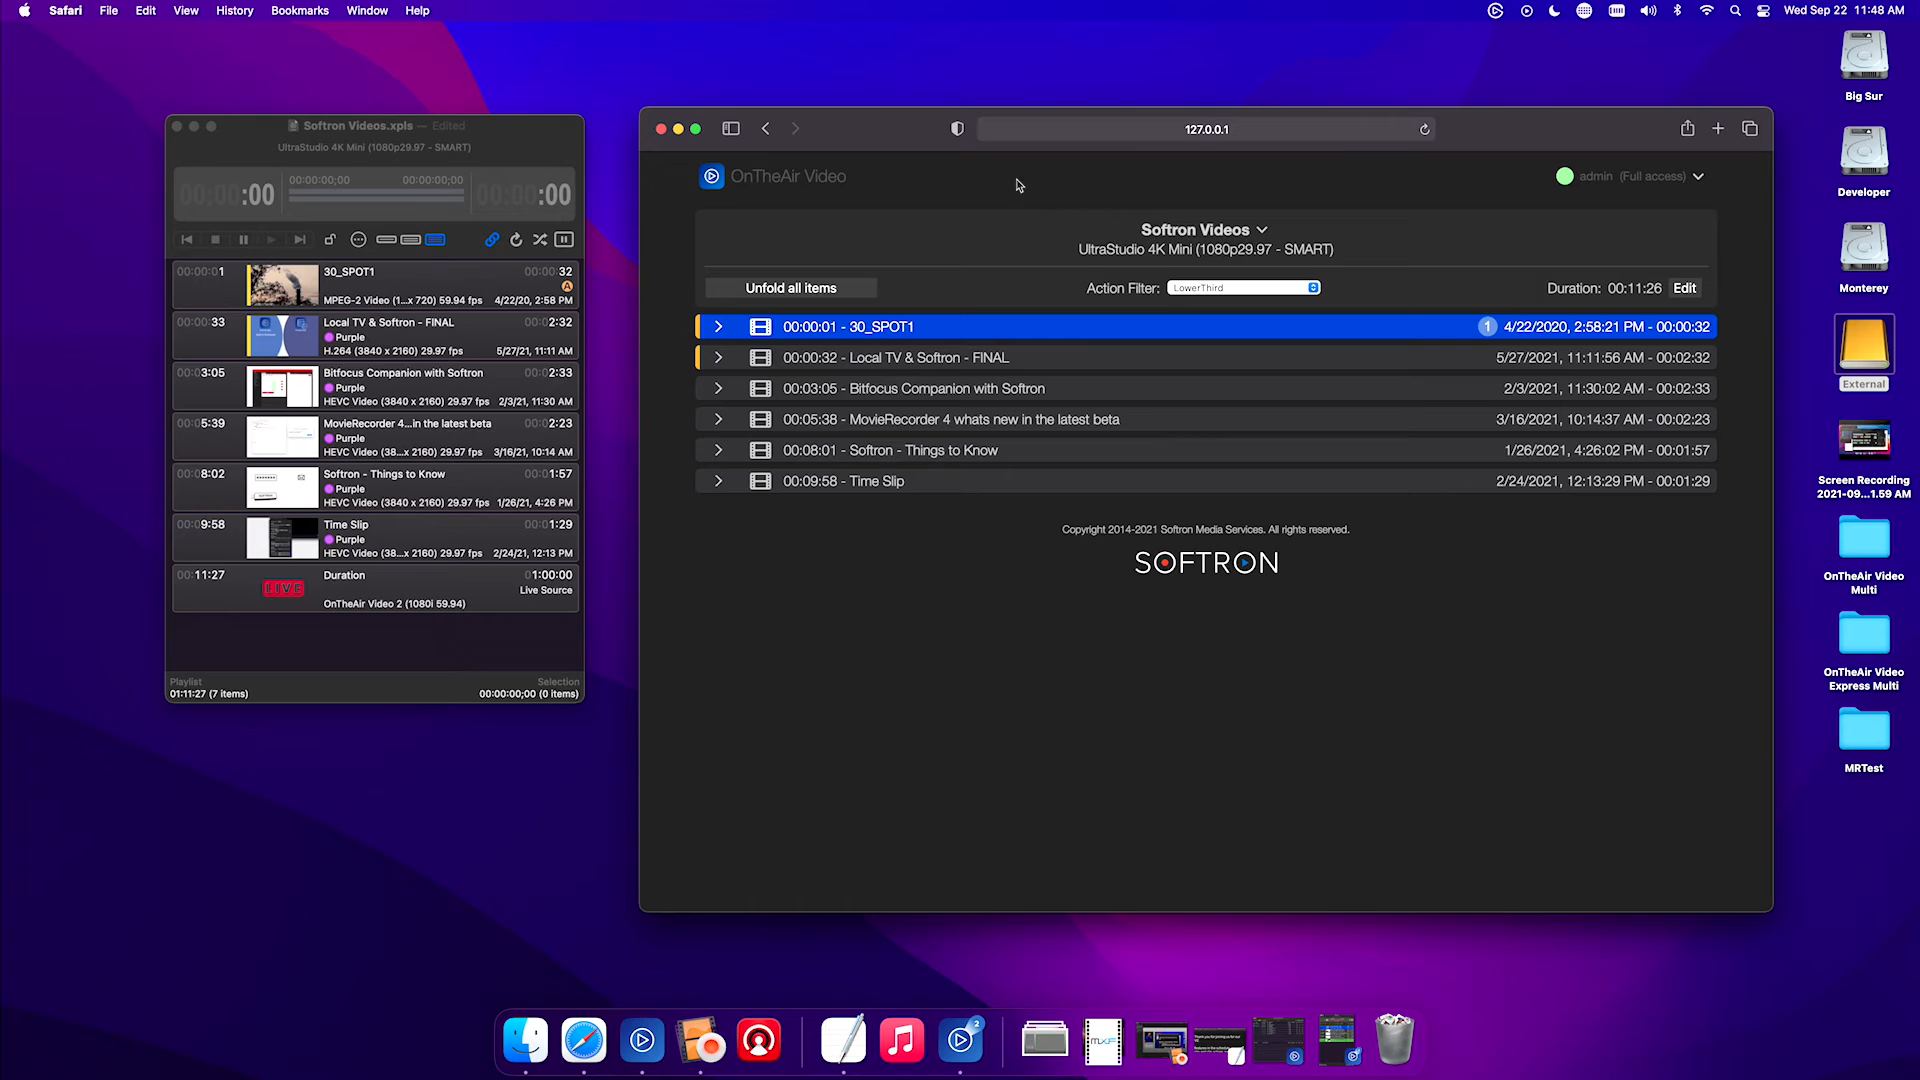 Safari File Edit View History Bookmarks Window Help
Wed Sep 22 11:48 AM
Softron Videos.xpls — Edited
UltraStudio 4K Mini (1080p29.97 - SMART)
00:00:00;00 00:00:00;00
00:00:00 00:00:00
00:00:01 30_SPOT1 00:00:32
A
MPEG-2 Video (1...x 720) 59.94 fps 4/22/20, 2:58 PM
00:00:33 Local TV & Softron - FINAL 00:02:32
Purple
H.264 (3840 x 2160) 29.97 fps 5/27/21, 11:11 AM
00:03:05 Bitfocus Companion with Softron 00:02:33
Purple
HEVC Video (3840 x 2160) 29.97 fps 2/3/21, 11:30 AM
00:05:39 MovieRecorder 4...in the latest beta 00:02:23
Purple
HEVC Video (38...x 2160) 29.97 fps 3/16/21, 10:14 AM
00:08:02 Softron - Things to Know 00:01:57
Purple
HEVC Video (3840 x 2160) 29.97 fps 1/26/21, 4:26 PM
00:09:58 Time Slip 00:01:29
Purple
HEVC Video (38...x 2160) 29.97 fps 2/24/21, 12:13 PM
00:11:27 LIVE Duration 01:00:00
Live Source
OnTheAir Video 2 (1080i 59.94)
Playlist Selection
01:11:27 (7 items) 00:00:00;00 (0 items)
127.0.0.1
OnTheAir Video
admin (Full access)
Softron Videos
UltraStudio 4K Mini (1080p29.97 - SMART)
Unfold all items Action Filter: LowerThird Duration: 00:11:26 Edit
00:00:01 - 30_SPOT1 1 4/22/2020, 2:58:21 PM - 00:00:32
00:00:32 - Local TV & Softron - FINAL 5/27/2021, 11:11:56 AM - 00:02:32
00:03:05 - Bitfocus Companion with Softron 2/3/2021, 11:30:02 AM - 00:02:33
00:05:38 - MovieRecorder 4 whats new in the latest beta 3/16/2021, 10:14:37 AM - 00:02:23
00:08:01 - Softron - Things to Know 1/26/2021, 4:26:02 PM - 00:01:57
00:09:58 - Time Slip 2/24/2021, 12:13:29 PM - 00:01:29
Copyright 2014-2021 Softron Media Services. All rights reserved.
SOFTRON
Big Sur
Developer
Monterey
External
Screen Recording
2021-09...1.59 AM
OnTheAir Video
Multi
OnTheAir Video
Express Multi
MRTest
2
MXF